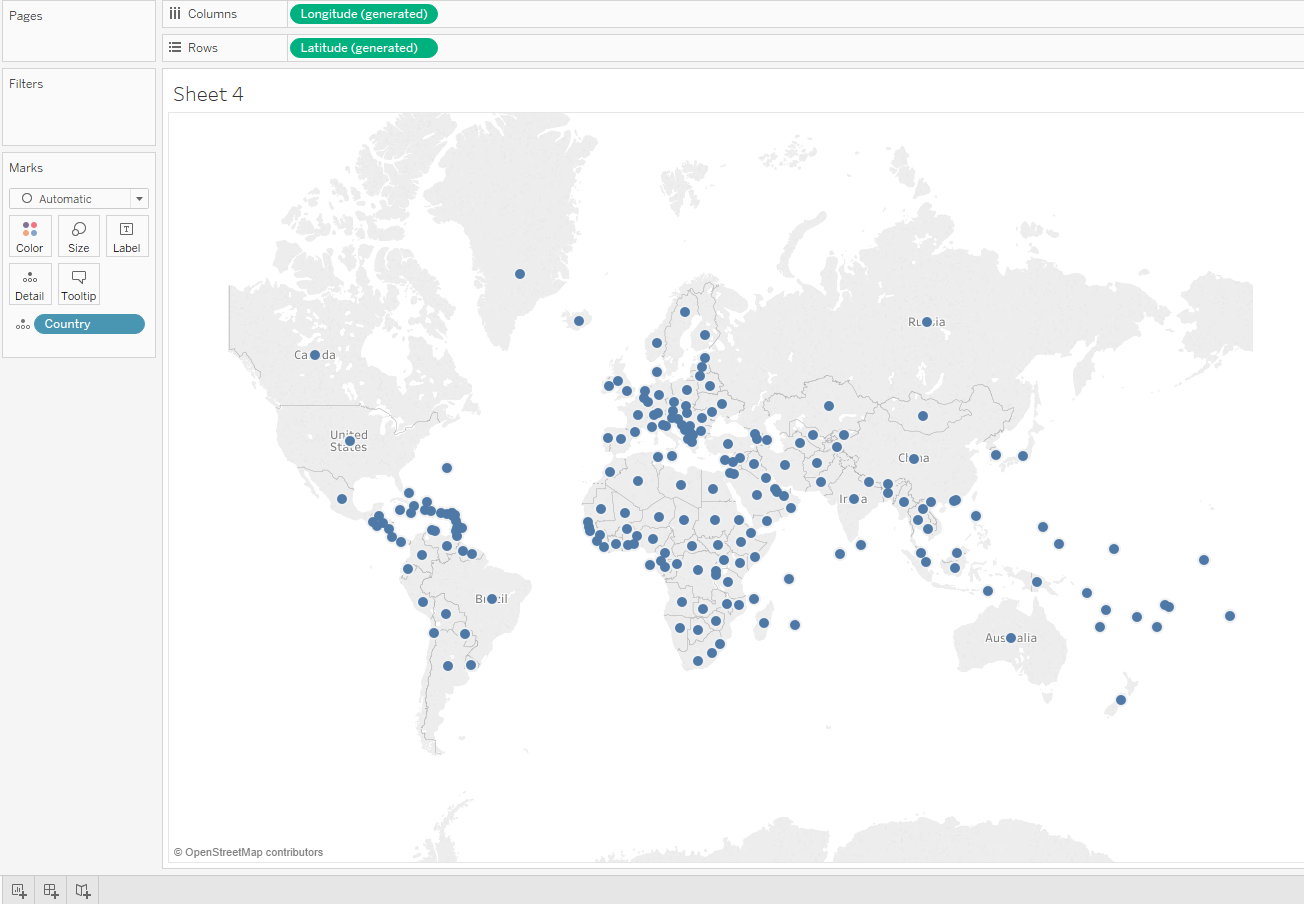 Pages
Columns
Longitude (generated)
Rows
Latitude (generated)
Filters
Sheet 4
Marks
Automatic
Color
Size
Label
T
Detail
Tooltip
Country
Russia
Canada
United
States
China
India
Brazil
Australia
© OpenStreetMap contributors